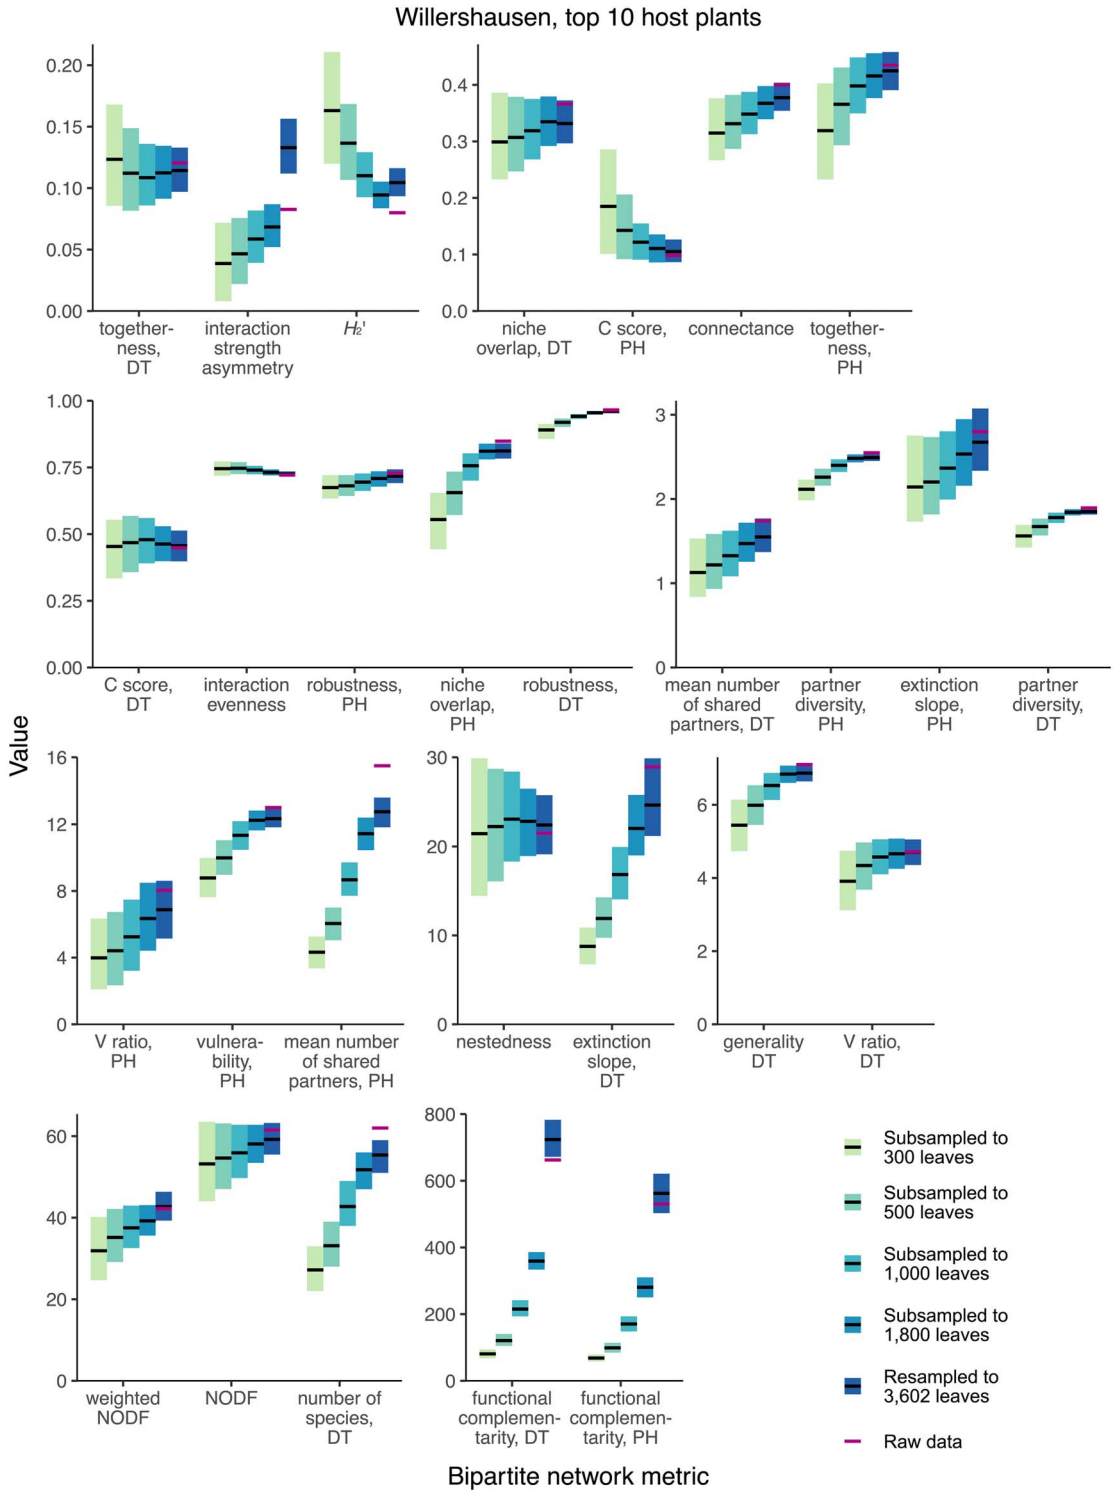 Willershausen, top 10 host plants
0.20
0.15
0.10
0.05
0.00
together-
ness,
DT
interaction
strength
asymmetry
H2'
0.4
0.3
0.2
0.1
0.0
niche
overlap, DT
C score,
PH
connectance
together-
ness,
PH
1.00
0.75
0.50
0.25
0.00
C score,
DT
interaction
evenness
robustness,
PH
niche
overlap,
PH
robustness,
DT
3
2
1
0
mean number
of shared
partners, DT
partner
diversity,
PH
extinction
slope,
PH
partner
diversity,
DT
Value
16
12
8
4
0
V ratio,
PH
vulnera-
bility,
PH
mean number
of shared
partners, PH
30
20
10
0
nestedness
extinction
slope,
DT
6
4
2
0
generality
DT
V ratio,
DT
60
40
20
0
weighted
NODF
NODF
number of
species,
DT
800
600
400
200
0
functional
complemen-
tarity, DT
functional
complemen-
tarity, PH
Subsampled to
300 leaves
Subsampled to
500 leaves
Subsampled to
1,000 leaves
Subsampled to
1,800 leaves
Resampled to
3,602 leaves
Raw data
Bipartite network metric